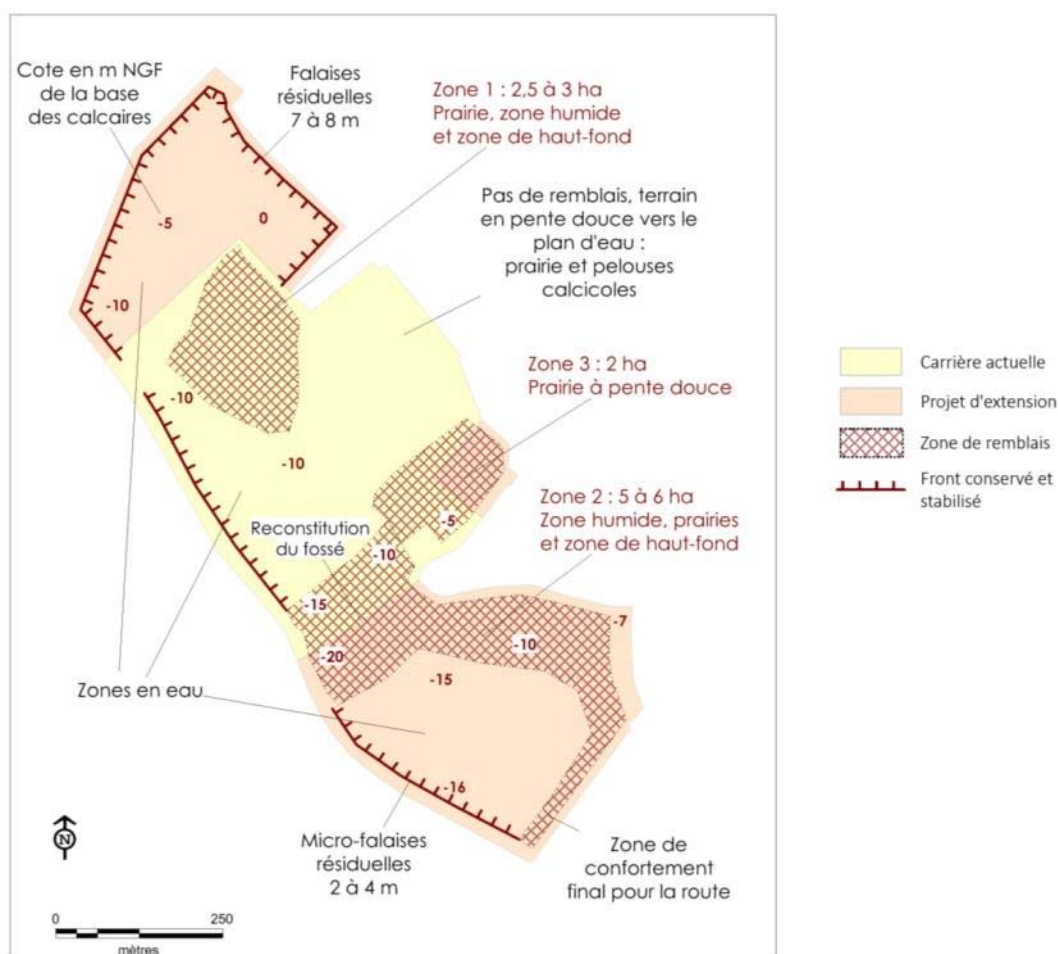 Cote en m NGF
de la base
des calcaires
Falaises
résiduelles
7 à 8 m
Zone 1 : 2,5 à 3 ha
Prairie, zone humide
et zone de haut-fond
Pas de remblais, terrain
en pente douce vers le
plan d'eau :
prairie et pelouses
calcicoles
-5
0
-10
Zone 3 : 2 ha
Prairie à pente douce
-10
-10
Zone 2 : 5 à 6 ha
Zone humide, prairies
et zone de haut-fond
-5
Reconstitution
du fossé
-10
-15
-7
-10
-20
-15
Zones en eau
-16
Micro-falaises
résiduelles
2 à 4 m
Zone de
confortement
final pour la route
N
0 250
mètres
Carrière actuelle
Projet d'extension
Zone de remblais
Front conservé et
stabilisé